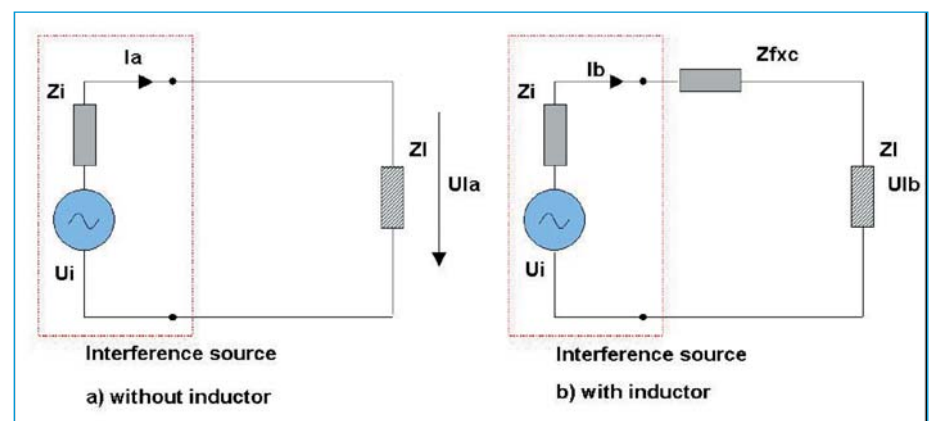 Ia
Zi
Zl
Ula
Ui
Interference source
a) without inductor
Zfxc
Ib
Zi
Zl
Ulb
Ui
Interference source
b) with inductor